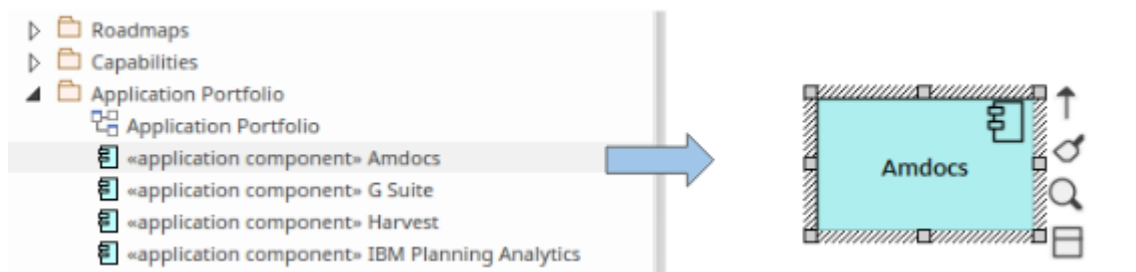 Roadmaps
Capabilities
Application Portfolio
Application Portfolio
«application component» Amdocs
«application component» G Suite
«application component» Harvest
«application component» IBM Planning Analytics
Amdocs